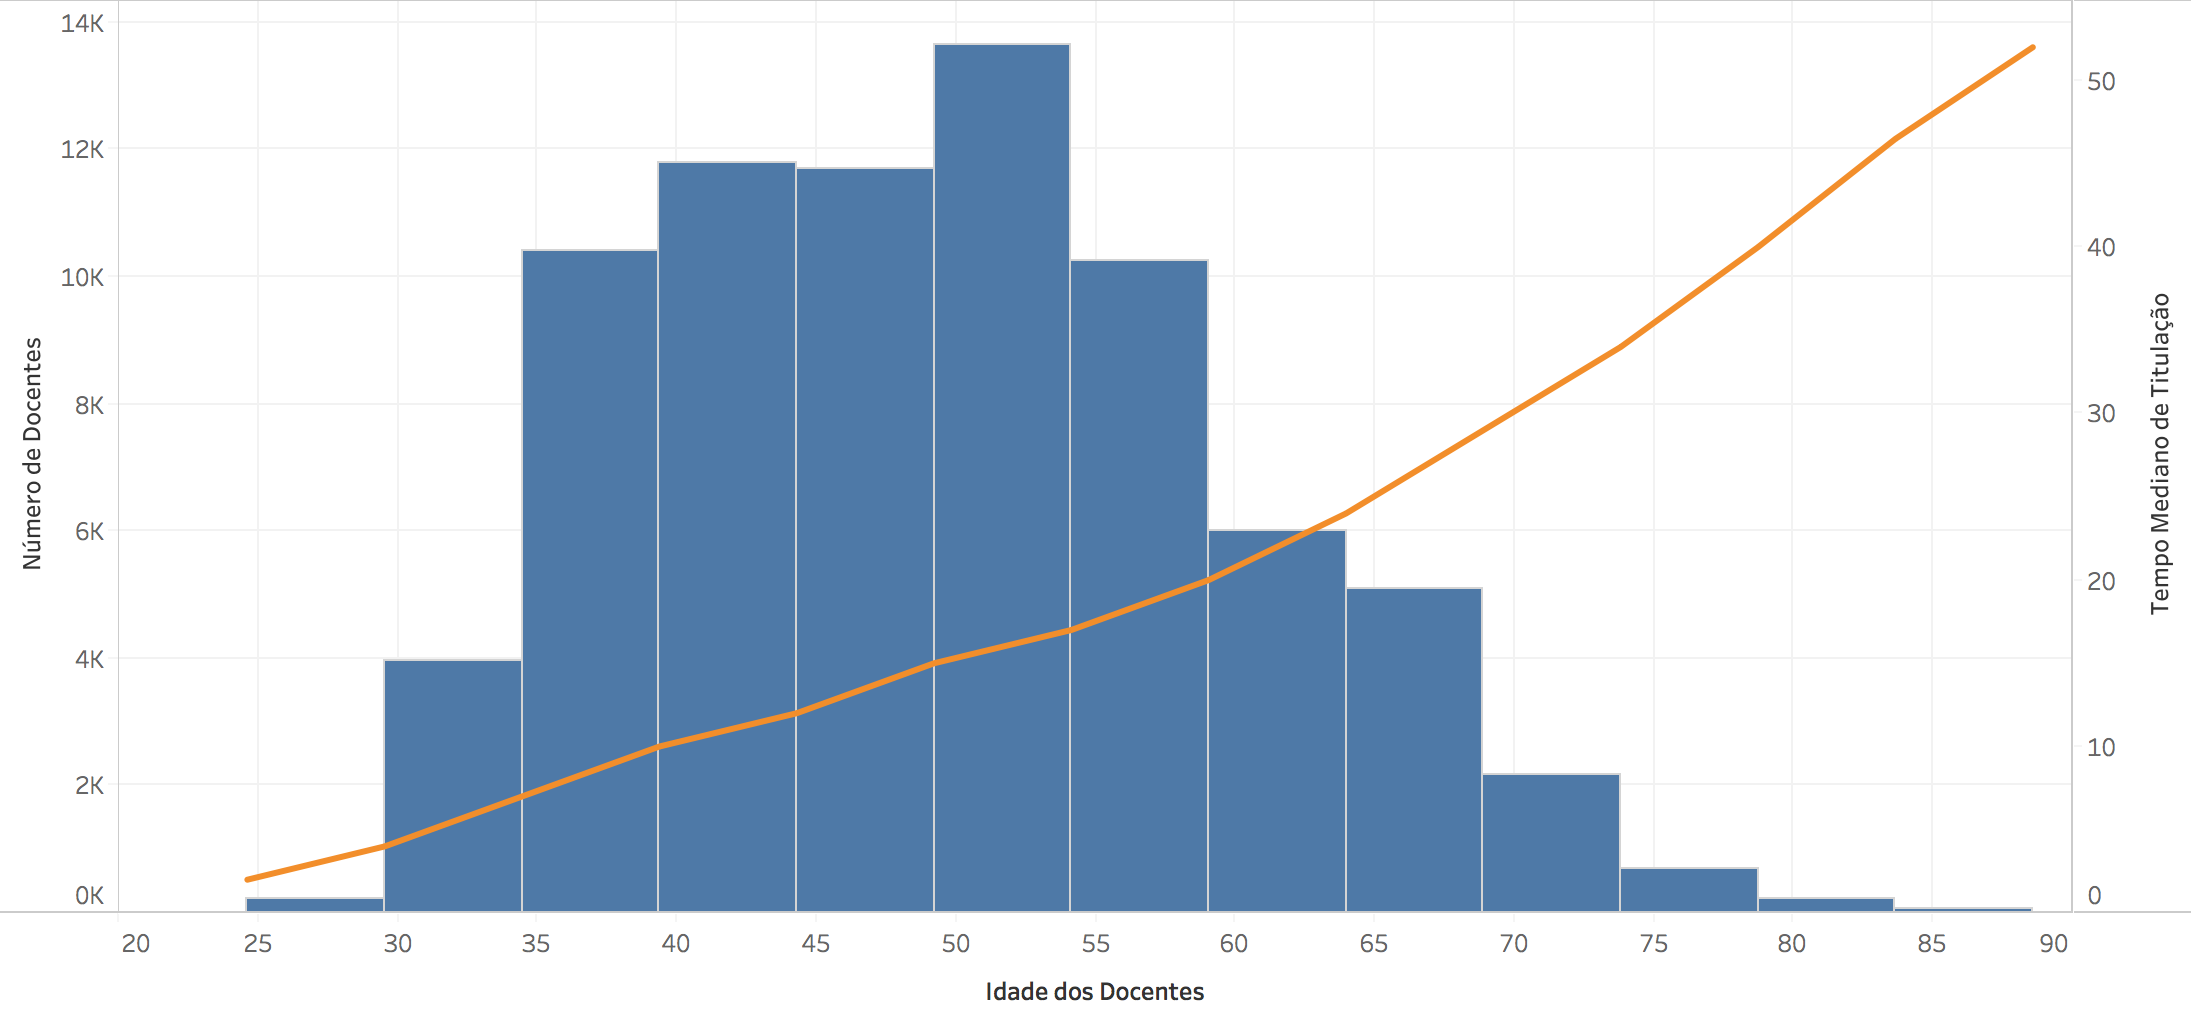 14K
12K
10K
8K
6K
4K
2K
0K
Número de Docentes
50
40
30
20
10
0
Tempo Mediano de Titulação
20 25 30 35 40 45 50 55 60 65 70 75 80 85 90
Idade dos Docentes